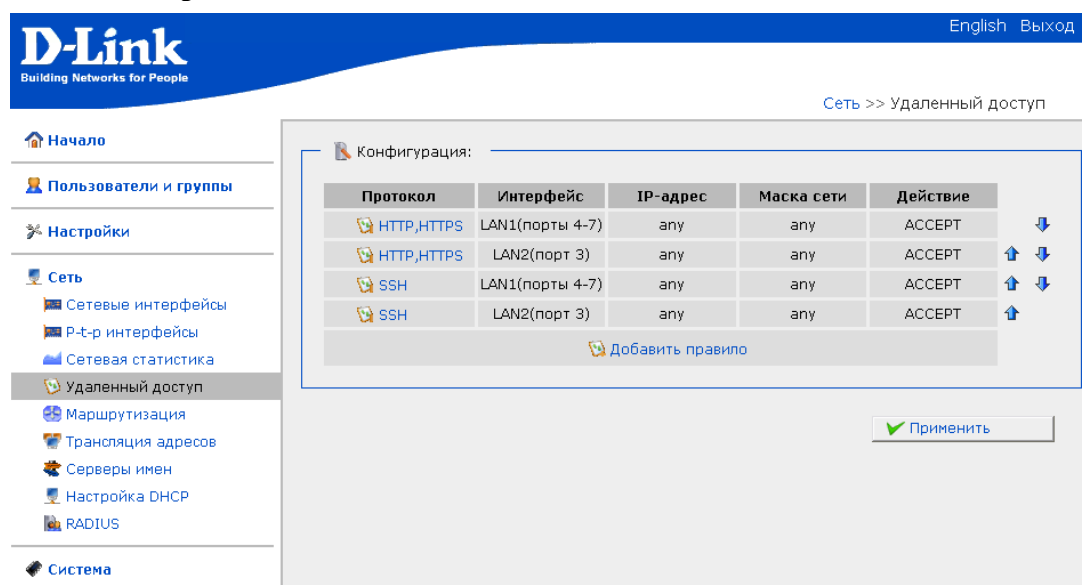 English Выход
D-Link
Building Networks for People
Сеть >> Удаленный доступ
Начало
Пользователи и группы
Настройки
Сеть
Сетевые интерфейсы
P-t-p интерфейсы
Сетевая статистика
Удаленный доступ
Маршрутизация
Трансляция адресов
Серверы имен
Настройка DHCP
RADIUS
Система
Конфигурация:
Протокол Интерфейс IP-адрес Маска сети Действие
HTTP,HTTPS LAN1(порты 4-7) any any ACCEPT
HTTP,HTTPS LAN2(порт 3) any any ACCEPT
SSH LAN1(порты 4-7) any any ACCEPT
SSH LAN2(порт 3) any any ACCEPT
Добавить правило
Применить